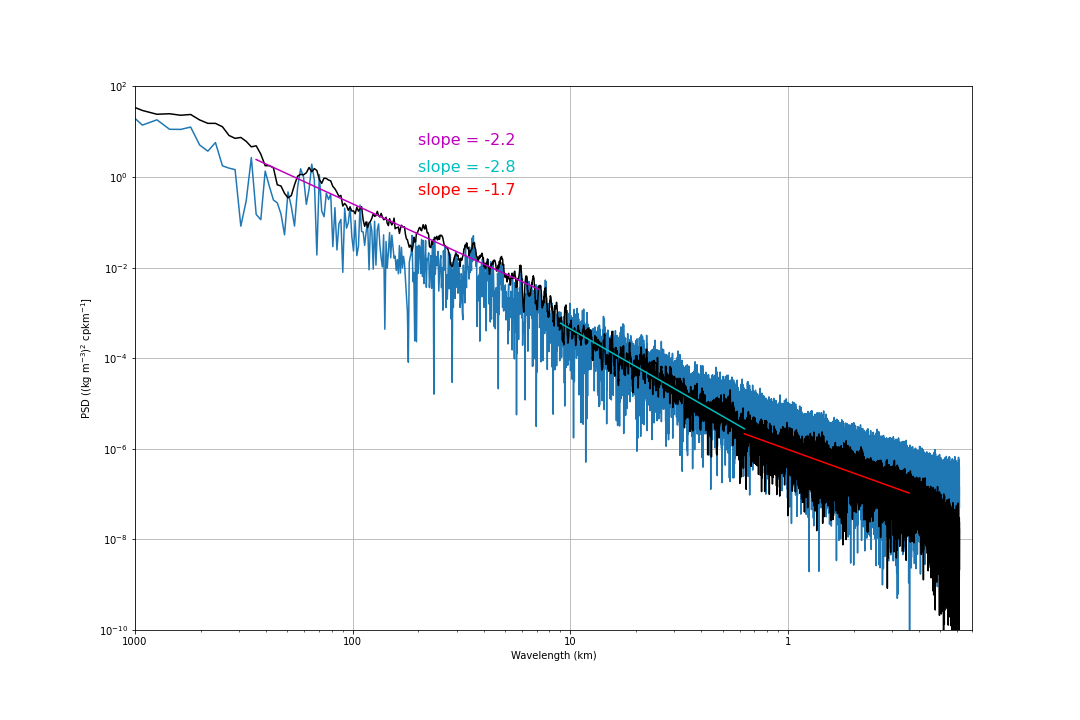 10²
slope = -2.2
slope = -2.8
10⁰
slope = -1.7
10⁻²
PSD ((kg m⁻³)² cpkm⁻¹]
10⁻⁴
10⁻⁶
10⁻⁸
10⁻¹⁰
1000 100 10 1
Wavelength (km)